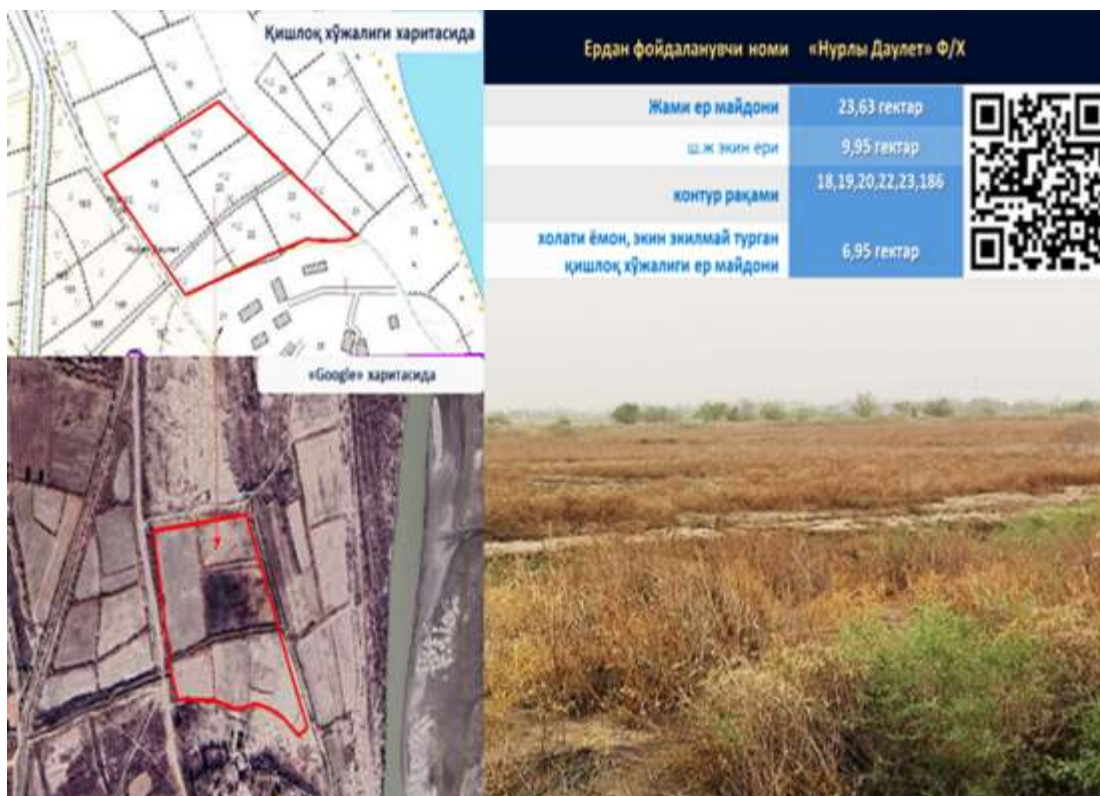 Қишлоқ хўжалиги харитасида
Ердан фойдаланувчи номи «Нурлы Даулет» Ф/Х
Жами ер майдони 23,63 гектар
ш.ж экин ери 9,95 гектар
контур рақами 18,19,20,22,23,186
холати ёмон, экин экилмай турган
қишлоқ хўжалиги ер майдони 6,95 гектар
«Google» харитасида